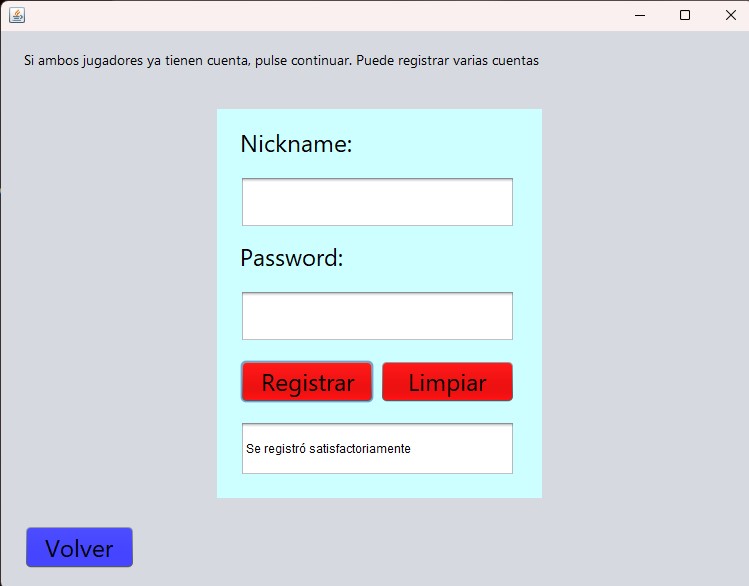 Si ambos jugadores ya tienen cuenta, pulse continuar. Puede registrar varias cuentas
Nickname:
Password:
Registrar Limpiar
Se registró satisfactoriamente
Volver